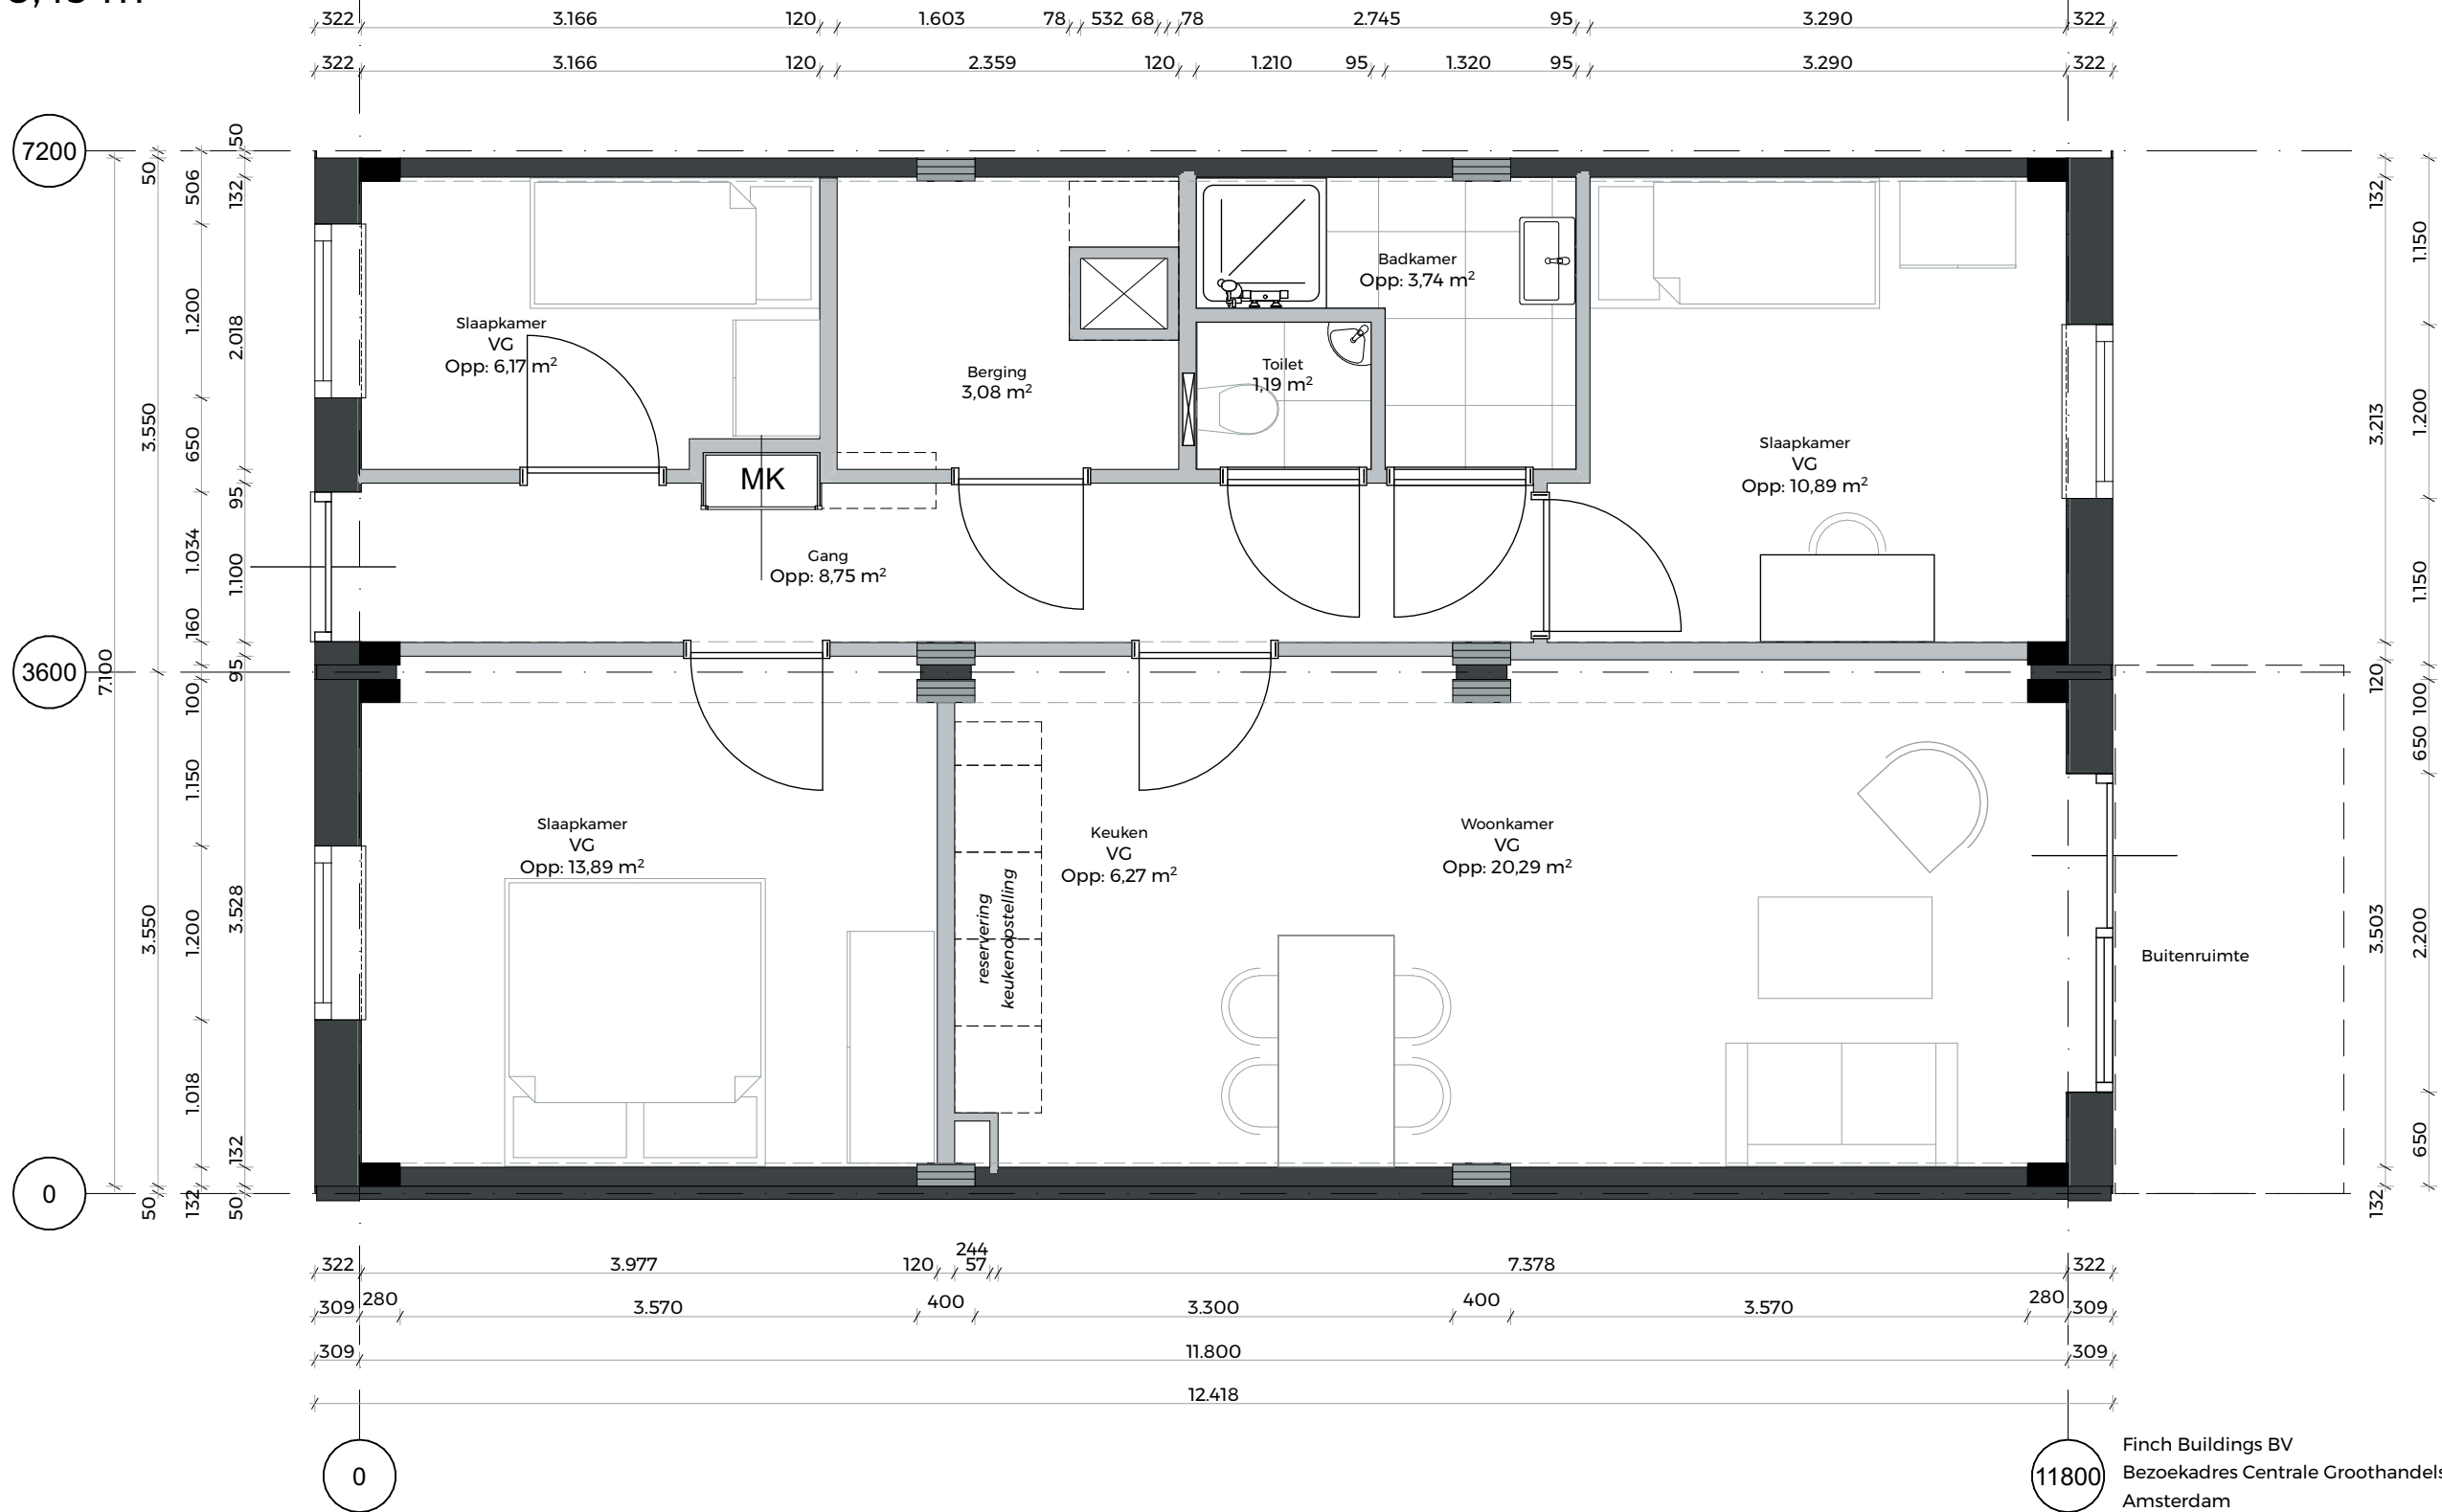 322 3.166 120 1.603 78 532 68 78 2.745 95 3.290 322
322 3.166 120 2.359 120 1.210 95 1.320 95 3.290 322
7200
3600
0
7.100
50
3.550
3.550
50
506
1.200
650
1.034
160
100
1.150
1.200
1.018
132
50
132
2.018
95
1.100
95
3.528
132
50
Slaapkamer
VG
Opp: 6,17 m²
Berging
3,08 m²
Badkamer
Opp: 3,74 m²
Toilet
1,19 m²
Slaapkamer
VG
Opp: 10,89 m²
MK
Gang
Opp: 8,75 m²
Slaapkamer
VG
Opp: 13,89 m²
reservering
keukenopstelling
Keuken
VG
Opp: 6,27 m²
Woonkamer
VG
Opp: 20,29 m²
Buitenruimte
132
3.213
120
3.503
132
1.150
1.200
1.150
100
650
2.200
650
244
322 3.977 120 57 7.378 322
309 280 3.570 400 3.300 400 3.570 280 309
309 11.800 309
12.418
0
11800
Finch Buildings BV
Bezoekadres Centrale Groothandels
Amsterdam